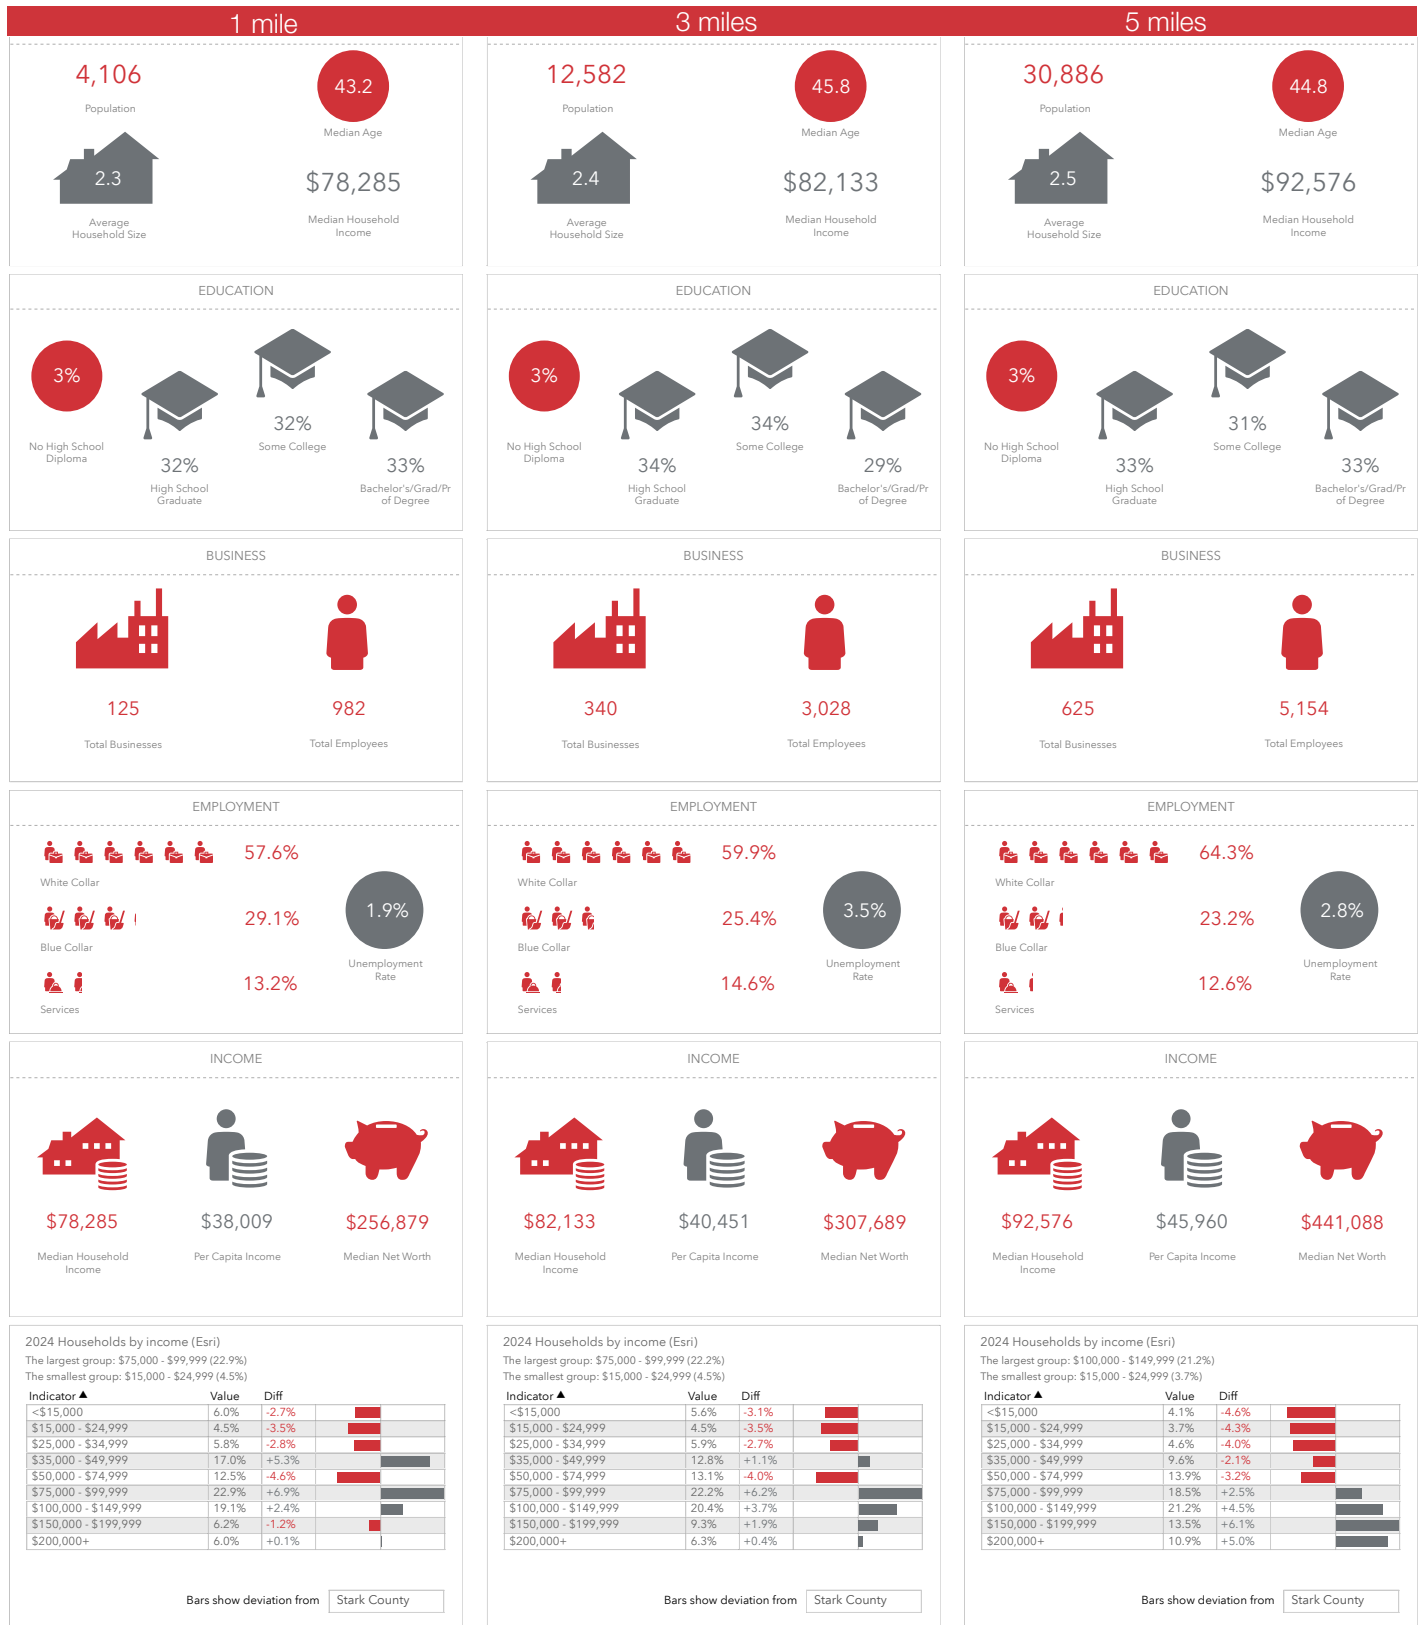 1 mile
3 miles
5 miles
4,106
Population
43.2
Median Age
2.3
Average
Household Size
$78,285
Median Household
Income
12,582
Population
45.8
Median Age
2.4
Average
Household Size
$82,133
Median Household
Income
30,886
Population
44.8
Median Age
2.5
Average
Household Size
$92,576
Median Household
Income
EDUCATION
3%
No High School
Diploma
32%
High School
Graduate
32%
Some College
33%
Bachelor's/Grad/Pr
of Degree
EDUCATION
3%
No High School
Diploma
34%
High School
Graduate
34%
Some College
29%
Bachelor's/Grad/Pr
of Degree
EDUCATION
3%
No High School
Diploma
33%
High School
Graduate
31%
Some College
33%
Bachelor's/Grad/Pr
of Degree
BUSINESS
125
Total Businesses
982
Total Employees
BUSINESS
340
Total Businesses
3,028
Total Employees
BUSINESS
625
Total Businesses
5,154
Total Employees
EMPLOYMENT
57.6%
White Collar
29.1%
Blue Collar
13.2%
Services
1.9%
Unemployment
Rate
EMPLOYMENT
59.9%
White Collar
25.4%
Blue Collar
14.6%
Services
3.5%
Unemployment
Rate
EMPLOYMENT
64.3%
White Collar
23.2%
Blue Collar
12.6%
Services
2.8%
Unemployment
Rate
INCOME
$78,285
Median Household
Income
$38,009
Per Capita Income
$256,879
Median Net Worth
INCOME
$82,133
Median Household
Income
$40,451
Per Capita Income
$307,689
Median Net Worth
INCOME
$92,576
Median Household
Income
$45,960
Per Capita Income
$441,088
Median Net Worth
2024 Households by income (Esri)
The largest group: $75,000 - $99,999 (22.9%)
The smallest group: $15,000 - $24,999 (4.5%)
Indicator ▲ Value Diff
<$15,000 6.0% -2.7%
$15,000 - $24,999 4.5% -3.5%
$25,000 - $34,999 5.8% -2.8%
$35,000 - $49,999 17.0% +5.3%
$50,000 - $74,999 12.5% -4.6%
$75,000 - $99,999 22.9% +6.9%
$100,000 - $149,999 19.1% +2.4%
$150,000 - $199,999 6.2% -1.2%
$200,000+ 6.0% +0.1%
Bars show deviation from Stark County
2024 Households by income (Esri)
The largest group: $75,000 - $99,999 (22.2%)
The smallest group: $15,000 - $24,999 (4.5%)
Indicator ▲ Value Diff
<$15,000 5.6% -3.1%
$15,000 - $24,999 4.5% -3.5%
$25,000 - $34,999 5.9% -2.7%
$35,000 - $49,999 12.8% +1.1%
$50,000 - $74,999 13.1% -4.0%
$75,000 - $99,999 22.2% +6.2%
$100,000 - $149,999 20.4% +3.7%
$150,000 - $199,999 9.3% +1.9%
$200,000+ 6.3% +0.4%
Bars show deviation from Stark County
2024 Households by income (Esri)
The largest group: $100,000 - $149,999 (21.2%)
The smallest group: $15,000 - $24,999 (3.7%)
Indicator ▲ Value Diff
<$15,000 4.1% -4.6%
$15,000 - $24,999 3.7% -4.3%
$25,000 - $34,999 4.6% -4.0%
$35,000 - $49,999 9.6% -2.1%
$50,000 - $74,999 13.9% -3.2%
$75,000 - $99,999 18.5% +2.5%
$100,000 - $149,999 21.2% +4.5%
$150,000 - $199,999 13.5% +6.1%
$200,000+ 10.9% +5.0%
Bars show deviation from Stark County